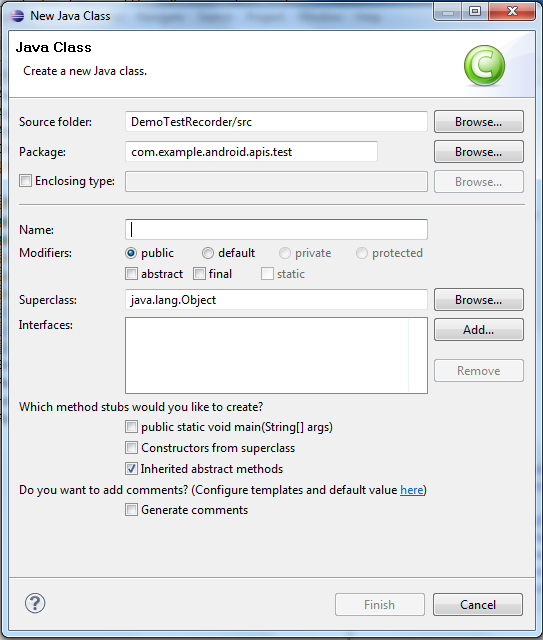 New Java Class
Java Class
Create a new Java class.
Source folder: DemoTestRecorder/src Browse...
Package: com.example.android.apis.test Browse...
Enclosing type: Browse...
Name:
Modifiers: public default private protected
abstract final static
Superclass: java.lang.Object Browse...
Interfaces: Add...
Remove
Which method stubs would you like to create?
public static void main(String[] args)
Constructors from superclass
Inherited abstract methods
Do you want to add comments? (Configure templates and default value here)
Generate comments
? Finish Cancel